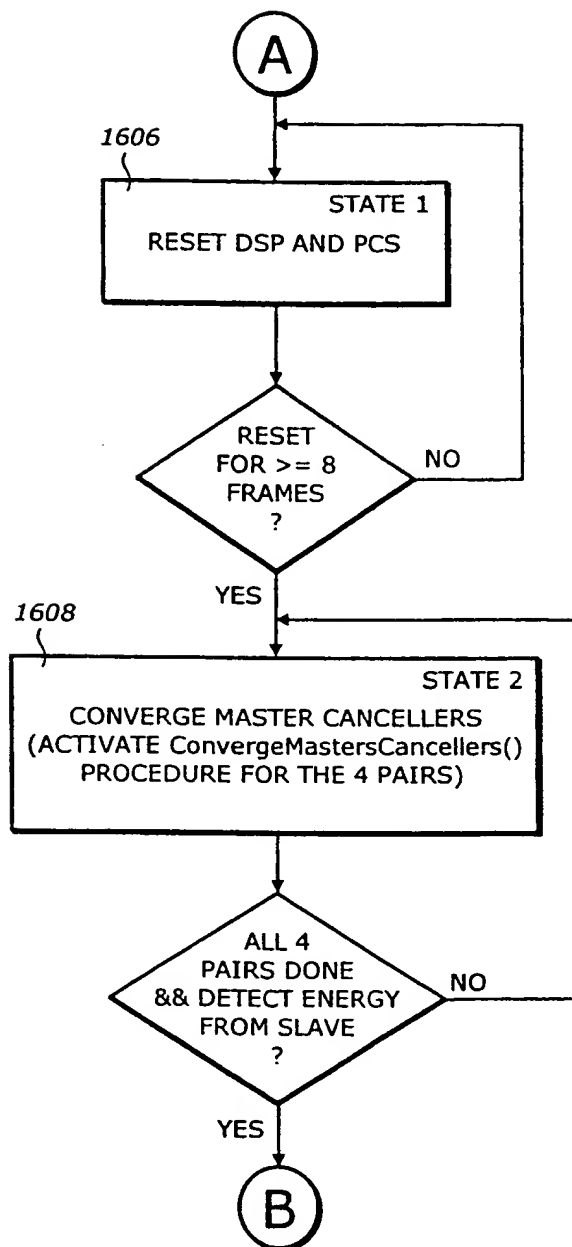 A
1606
STATE 1
RESET DSP AND PCS
RESET
FOR >= 8
FRAMES
?
NO
YES
1608
STATE 2
CONVERGE MASTER CANCELLERS
(ACTIVATE ConvergeMastersCancellers()
PROCEDURE FOR THE 4 PAIRS)
ALL 4
PAIRS DONE
&& DETECT ENERGY
FROM SLAVE
?
NO
YES
B